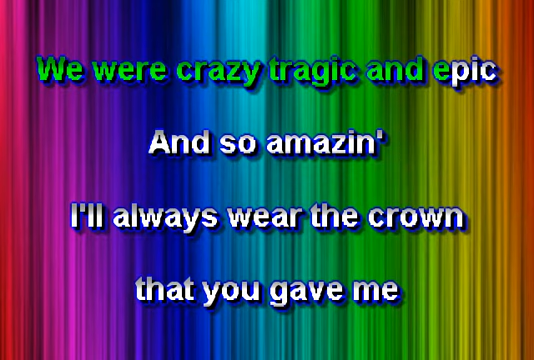 We were crazy tragic and epic
And so amazin'
I'll always wear the crown
that you gave me